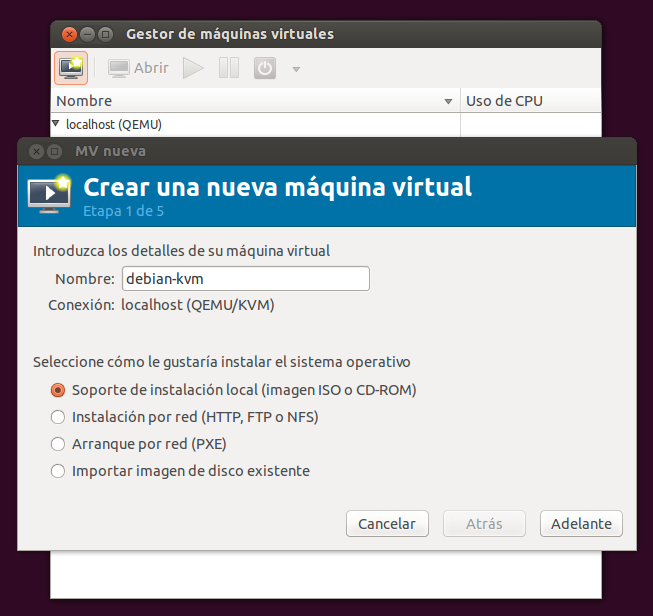 Gestor de máquinas virtuales
Abrir
Nombre Uso de CPU
localhost (QEMU)
MV nueva
Crear una nueva máquina virtual
Etapa 1 de 5
Introduzca los detalles de su máquina virtual
Nombre: debian-kvm
Conexión: localhost (QEMU/KVM)
Seleccione cómo le gustaría instalar el sistema operativo
Soporte de instalación local (imagen ISO o CD-ROM)
Instalación por red (HTTP, FTP o NFS)
Arranque por red (PXE)
Importar imagen de disco existente
Cancelar Atrás Adelante